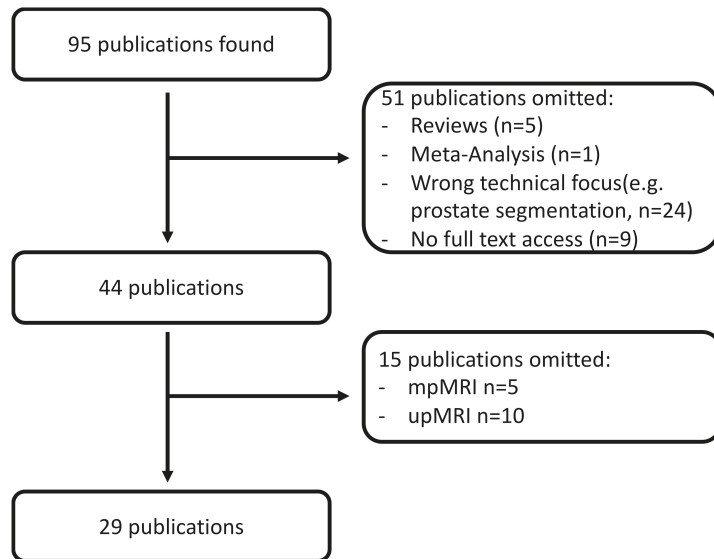 95 publications found
51 publications omitted:
- Reviews (n=5)
- Meta-Analysis (n=1)
- Wrong technical focus(e.g.
prostate segmentation, n=24)
- No full text access (n=9)
44 publications
15 publications omitted:
- mpMRI n=5
- upMRI n=10
29 publications